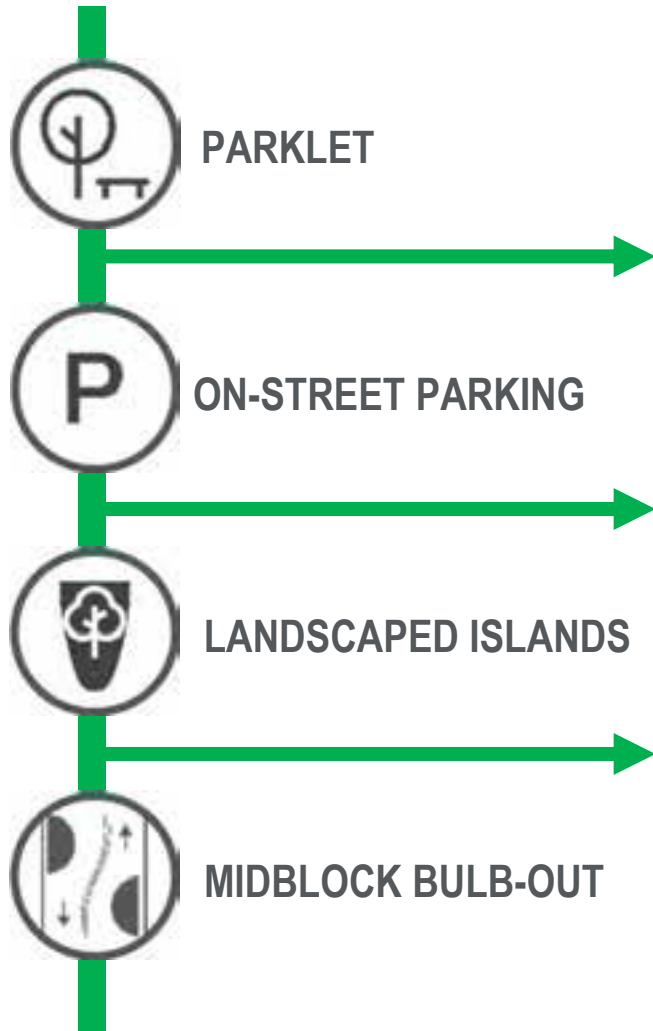 PARKLET
P
ON-STREET PARKING
LANDSCAPED ISLANDS
MIDBLOCK BULB-OUT